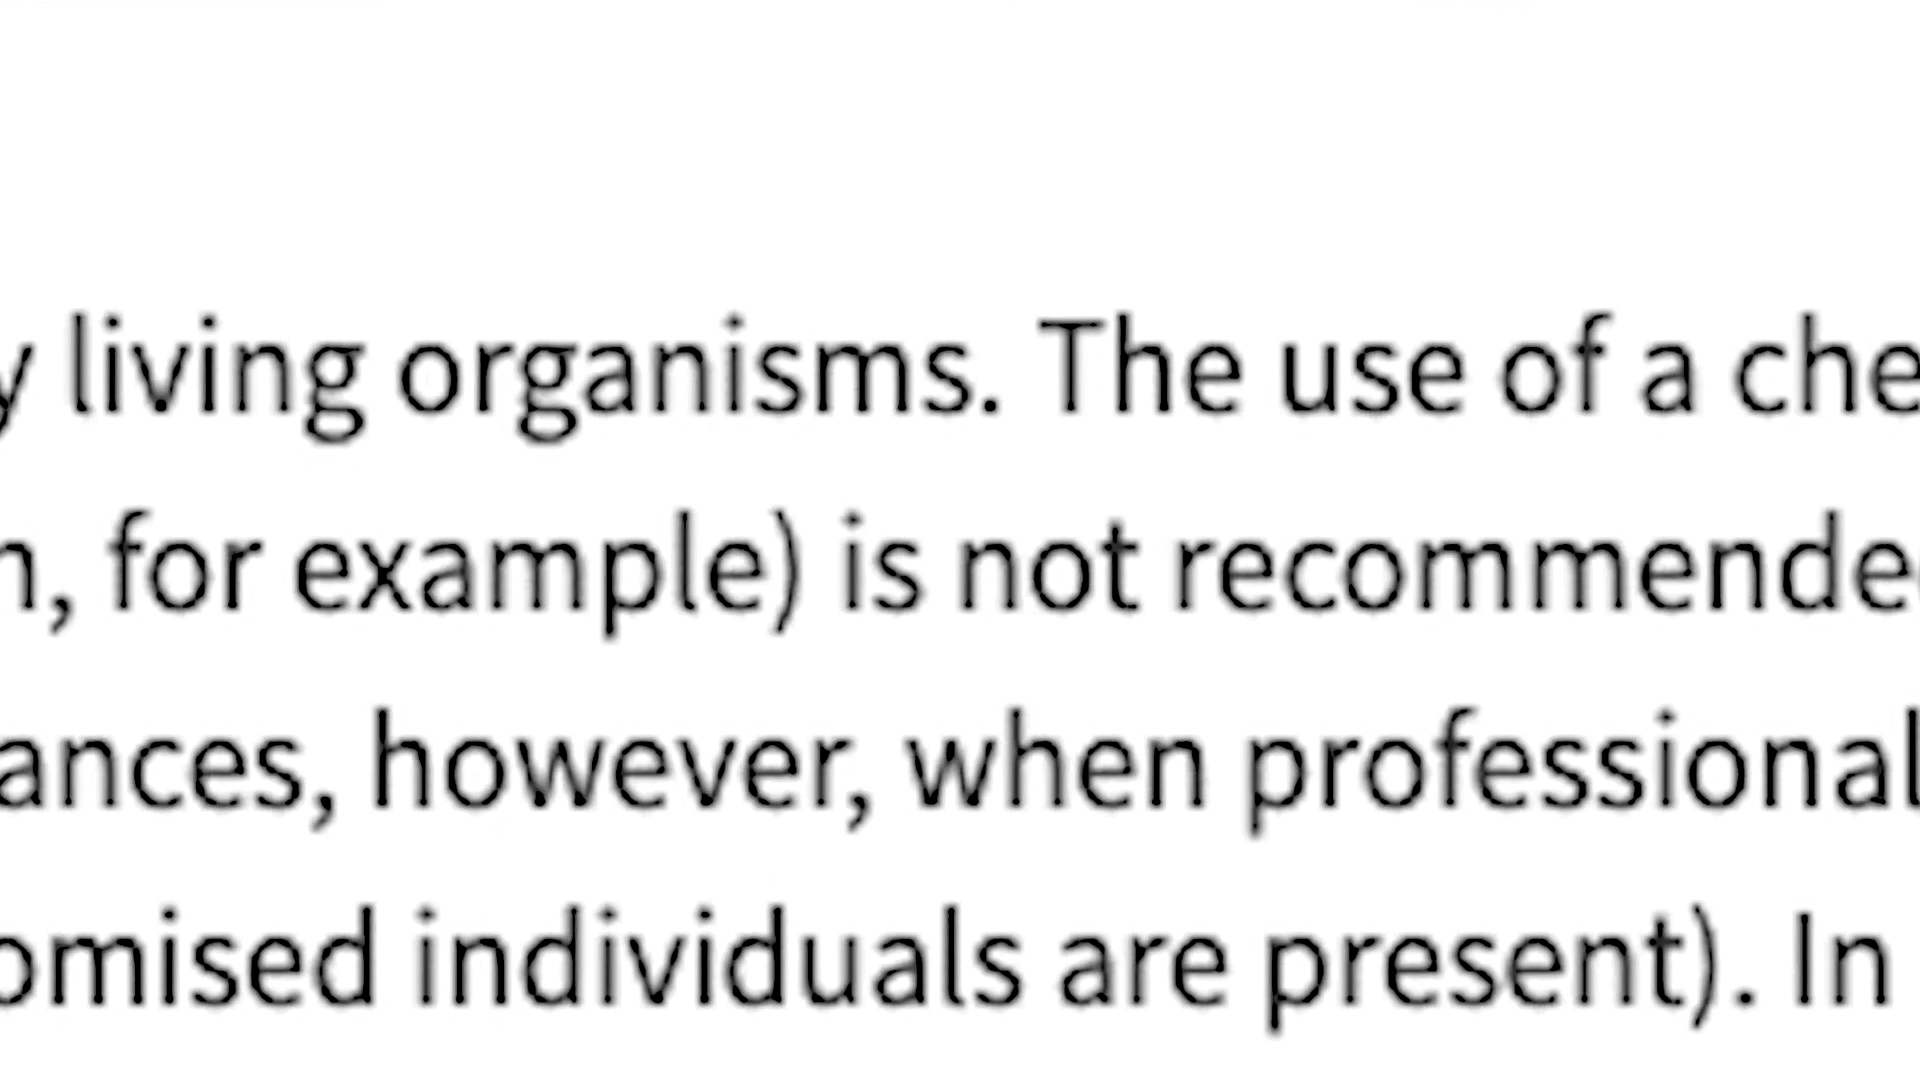 y living organisms. The use of a che
n, for example) is not recommende
ances, however, when professional
omised individuals are present). In